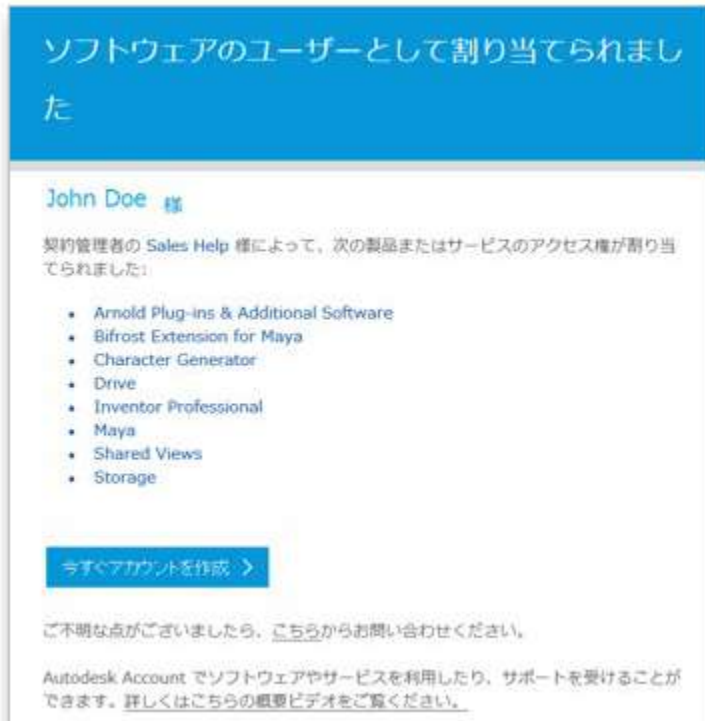 ソフトウェアのユーザーとして割り当てられまし
た
John Doe 様
契約管理者の Sales Help 様によって、次の製品またはサービスのアクセス権が割り当
てられました:
• Arnold Plug-ins & Additional Software
• Bifrost Extension for Maya
• Character Generator
• Drive
• Inventor Professional
• Maya
• Shared Views
• Storage
今すぐアカウントを作成 >
ご不明な点がございましたら、こちらからお問い合わせください。
Autodesk Account でソフトウェアやサービスを利用したり、サポートを受けることが
できます。詳しくはこちらの概要ビデオをご覧ください。